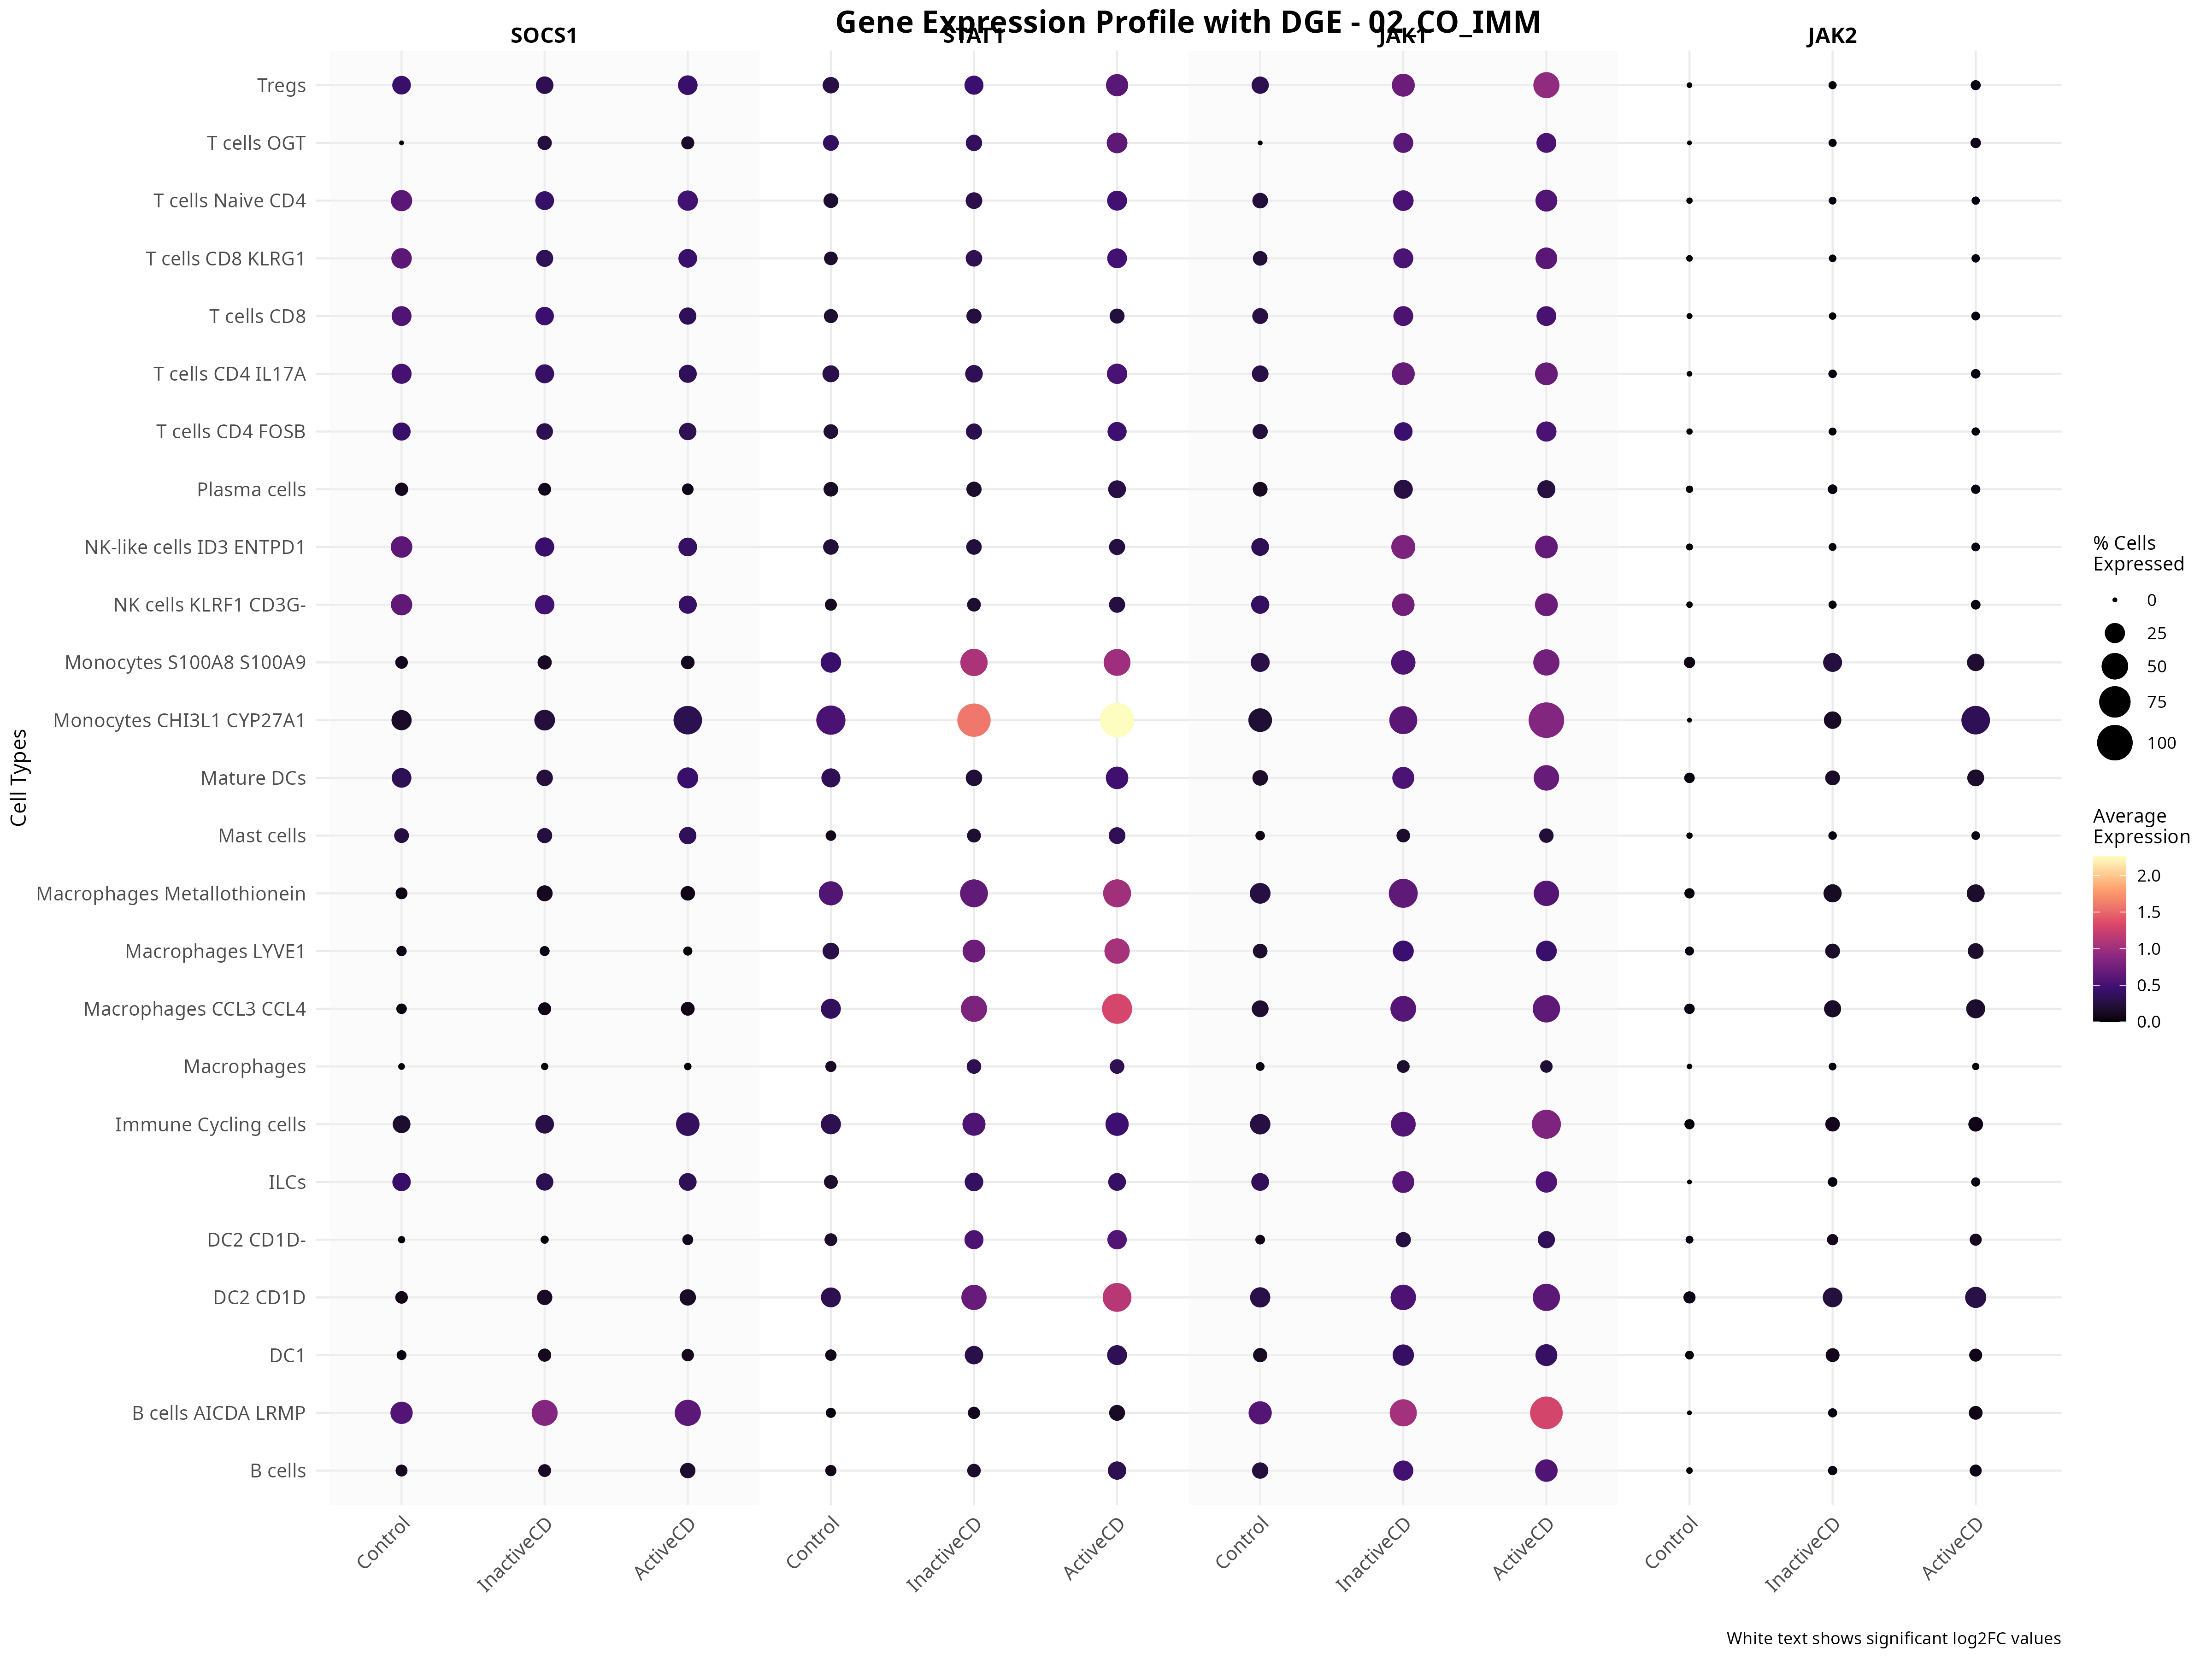 Gene Expression Profile with DGE - 02_CO_IMM
SOCS1
STAT1
JAK1
JAK2
Cell Types
Tregs
T cells OGT
T cells Naive CD4
T cells CD8 KLRG1
T cells CD8
T cells CD4 IL17A
T cells CD4 FOSB
Plasma cells
NK-like cells ID3 ENTPD1
NK cells KLRF1 CD3G-
Monocytes S100A8 S100A9
Monocytes CHI3L1 CYP27A1
Mature DCs
Mast cells
Macrophages Metallothionein
Macrophages LYVE1
Macrophages CCL3 CCL4
Macrophages
Immune Cycling cells
ILCs
DC2 CD1D-
DC2 CD1D
DC1
B cells AICDA LRMP
B cells
Control
InactiveCD
ActiveCD
Control
InactiveCD
ActiveCD
Control
InactiveCD
ActiveCD
Control
InactiveCD
ActiveCD
% Cells
Expressed
0
25
50
75
100
Average
Expression
2.0
1.5
1.0
0.5
0.0
White text shows significant log2FC values